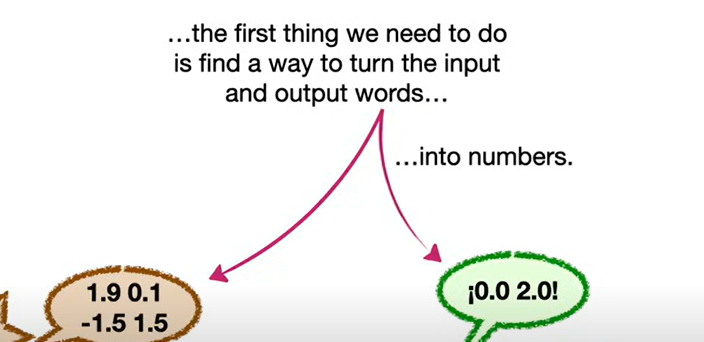 ...the first thing we need to do
is find a way to turn the input
and output words...
...into numbers.
1.9 0.1
-1.5 1.5
¡0.0 2.0!